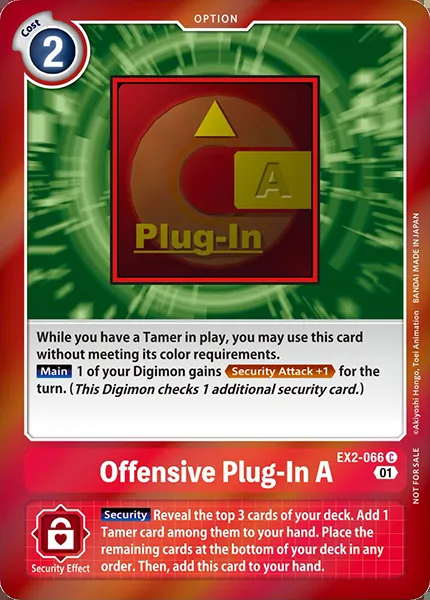 OPTION
Cost
2
A
Plug-In
While you have a Tamer in play, you may use this card
without meeting its color requirements.
Main 1 of your Digimon gains Security Attack +1 for the
turn. (This Digimon checks 1 additional security card.)
©Akiyoshi Hongo, Toei Animation BANDAI MADE IN JAPAN
NOT FOR SALE
EX2-066 C
Offensive Plug-In A
01
Security Reveal the top 3 cards of your deck. Add 1
Tamer card among them to your hand. Place the
remaining cards at the bottom of your deck in any
order. Then, add this card to your hand.
Security Effect